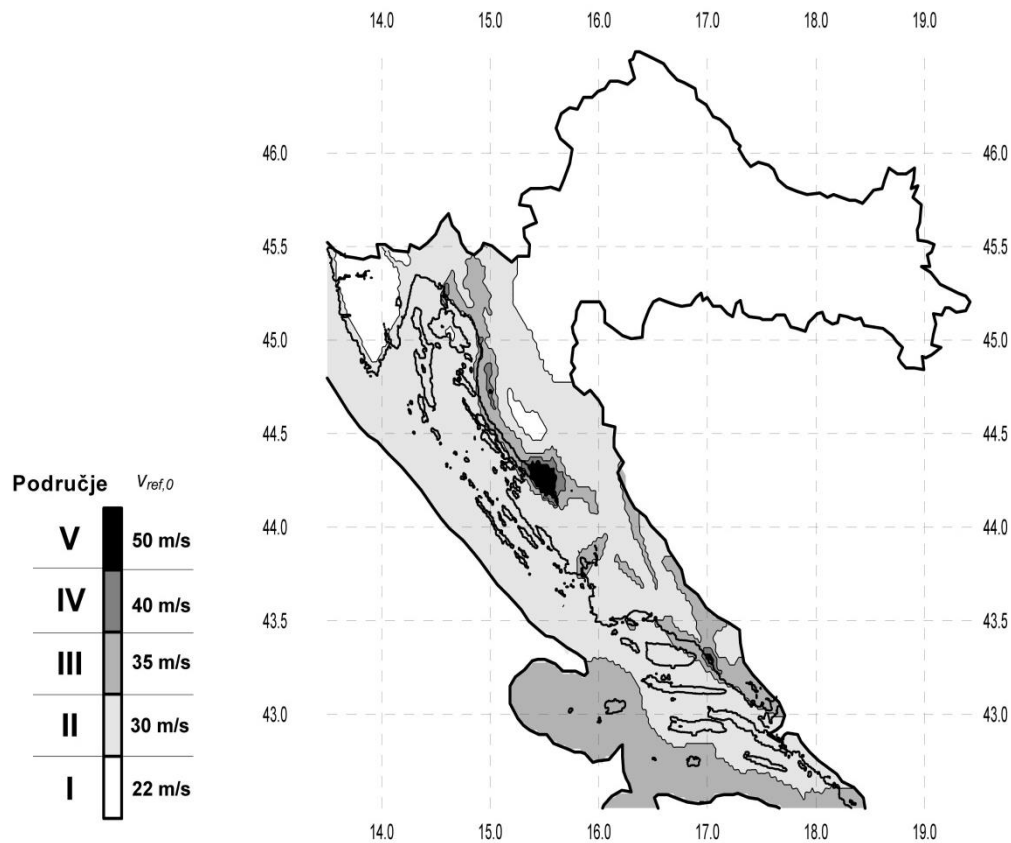 14.0 15.0 16.0 17.0 18.0 19.0
46.0 46.0
45.5 45.5
45.0 45.0
44.5 44.5
44.0 44.0
43.5 43.5
43.0 43.0
14.0 15.0 16.0 17.0 18.0 19.0
Područje Vref,0
V 50 m/s
IV 40 m/s
III 35 m/s
II 30 m/s
I 22 m/s